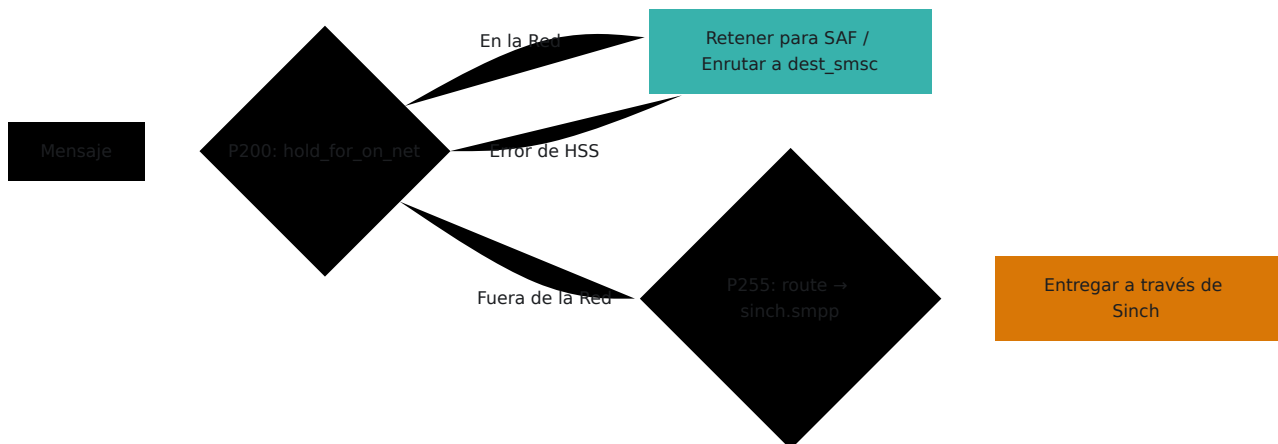 Mensaje
P200: hold_for_on_net
En la Red
Error de HSS
Fuera de la Red
Retener para SAF /
Enrutar a dest_smsc
P255: route →
sinch.smpp
Entregar a través de
Sinch